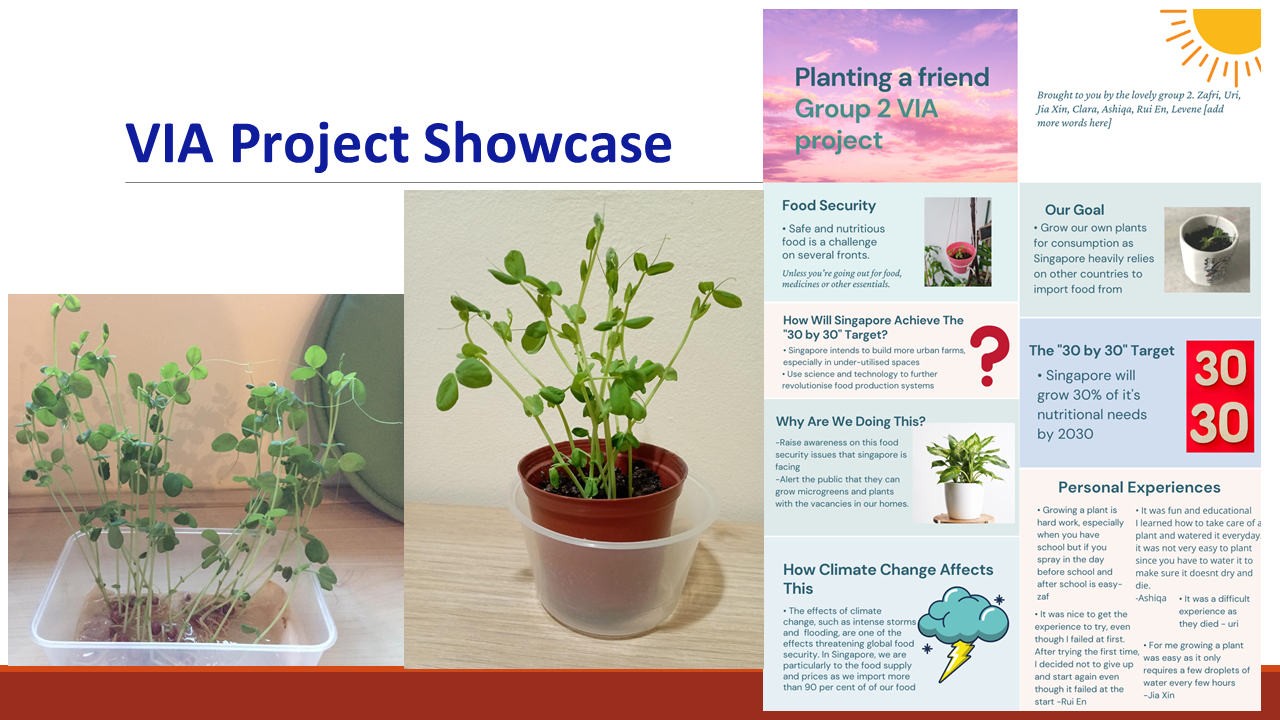 VIA Project Showcase
Planting a friend
Group 2 VIA
project
Brought to you by the lovely group 2. Zafri, Uri,
Jia Xin, Clara, Ashiqa, Rui En, Levene [add
more words here]
Food Security
• Safe and nutritious
food is a challenge
on several fronts.
Unless you're going out for food,
medicines or other essentials.
Our Goal
• Grow our own plants
for consumption as
Singapore heavily relies
on other countries to
import food from
How Will Singapore Achieve The
"30 by 30" Target?
• Singapore intends to build more urban farms,
especially in under-utilised spaces
• Use science and technology to further
revolutionise food production systems
?
The "30 by 30" Target
• Singapore will
grow 30% of it's
nutritional needs
by 2030
30
30
Why Are We Doing This?
-Raise awareness on this food
security issues that singapore is
facing
-Alert the public that they can
grow microgreens and plants
with the vacancies in our homes.
How Climate Change Affects
This
• The effects of climate
change, such as intense storms
and flooding, are one of the
effects threatening global food
security. In Singapore, we are
particularly to the food supply
and prices as we import more
than 90 per cent of of our food
Personal Experiences
• Growing a plant is
hard work, especially
when you have
school but if you
spray in the day
before school and
after school is easy-
zaf
• It was nice to get the
experience to try, even
though I failed at first.
After trying the first time,
I decided not to give up
and start again even
though it failed at the
start -Rui En
• It was fun and educational
I learned how to take care of a
plant and watered it everyday.
it was not very easy to plant
since you have to water it to
make sure it doesnt dry and
die.
-Ashiqa
• It was a difficult
experience as
they died - uri
• For me growing a plant
was easy as it only
requires a few droplets of
water every few hours
-Jia Xin